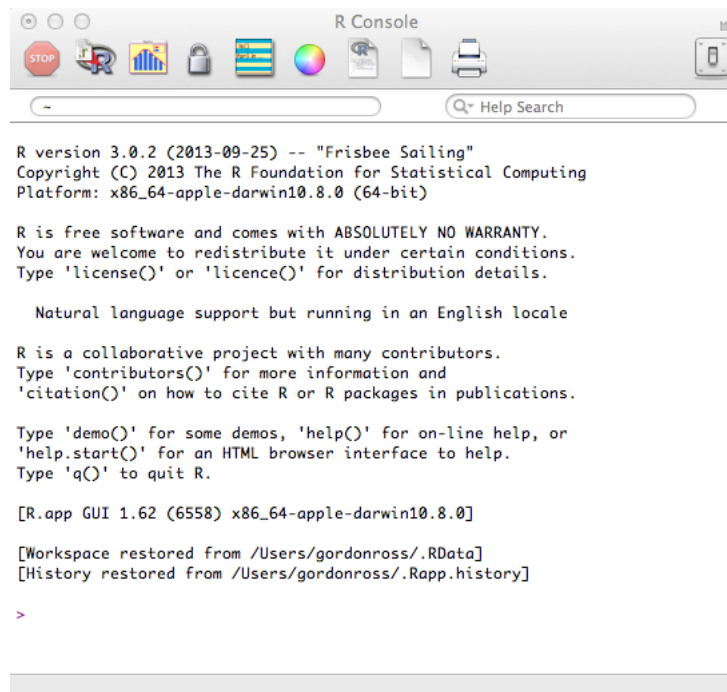 R Console
STOP
R
R
~
Help Search
R version 3.0.2 (2013-09-25) -- "Frisbee Sailing"
Copyright (C) 2013 The R Foundation for Statistical Computing
Platform: x86_64-apple-darwin10.8.0 (64-bit)
R is free software and comes with ABSOLUTELY NO WARRANTY.
You are welcome to redistribute it under certain conditions.
Type 'license()' or 'licence()' for distribution details.
Natural language support but running in an English locale
R is a collaborative project with many contributors.
Type 'contributors()' for more information and
'citation()' on how to cite R or R packages in publications.
Type 'demo()' for some demos, 'help()' for on-line help, or
'help.start()' for an HTML browser interface to help.
Type 'q()' to quit R.
[R.app GUI 1.62 (6558) x86_64-apple-darwin10.8.0]
[Workspace restored from /Users/gordonross/.RData]
[History restored from /Users/gordonross/.Rapp.history]
>